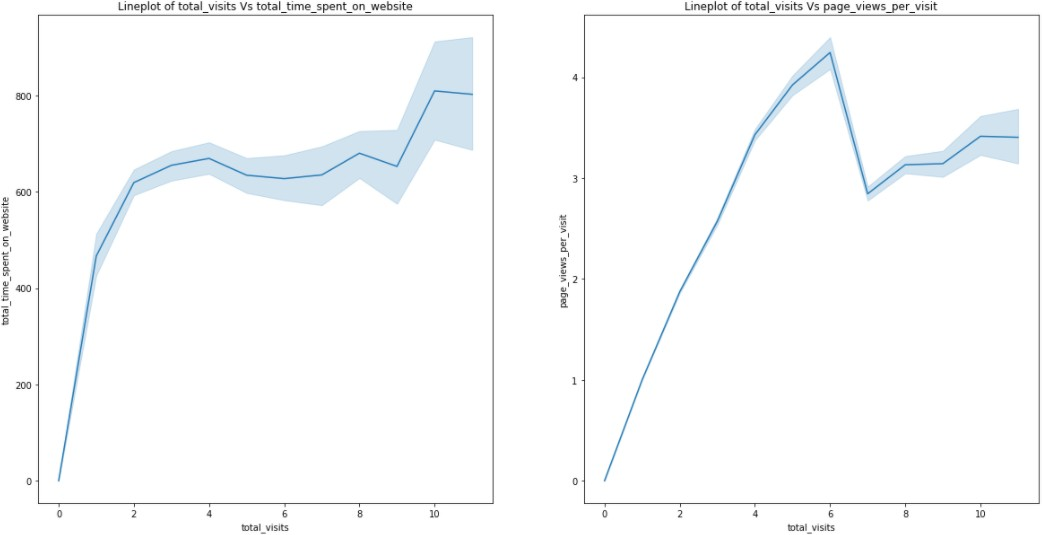 Lineplot of total_visits Vs total_time_spent_on_website
800
600
400
200
0
total_time_spent_on_website
0 2 4 6 8 10
total_visits
Lineplot of total_visits Vs page_views_per_visit
4
3
2
1
0
page_views_per_visit
0 2 4 6 8 10
total_visits